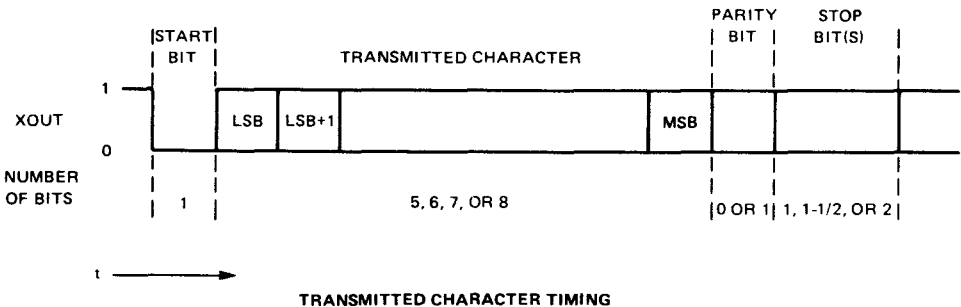 PARITY BIT
STOP BIT(S)
START BIT
TRANSMITTED CHARACTER
1
XOUT
0
LSB
LSB+1
MSB
NUMBER OF BITS
1
5, 6, 7, OR 8
0 OR 1
1, 1-1/2, OR 2
t
TRANSMITTED CHARACTER TIMING